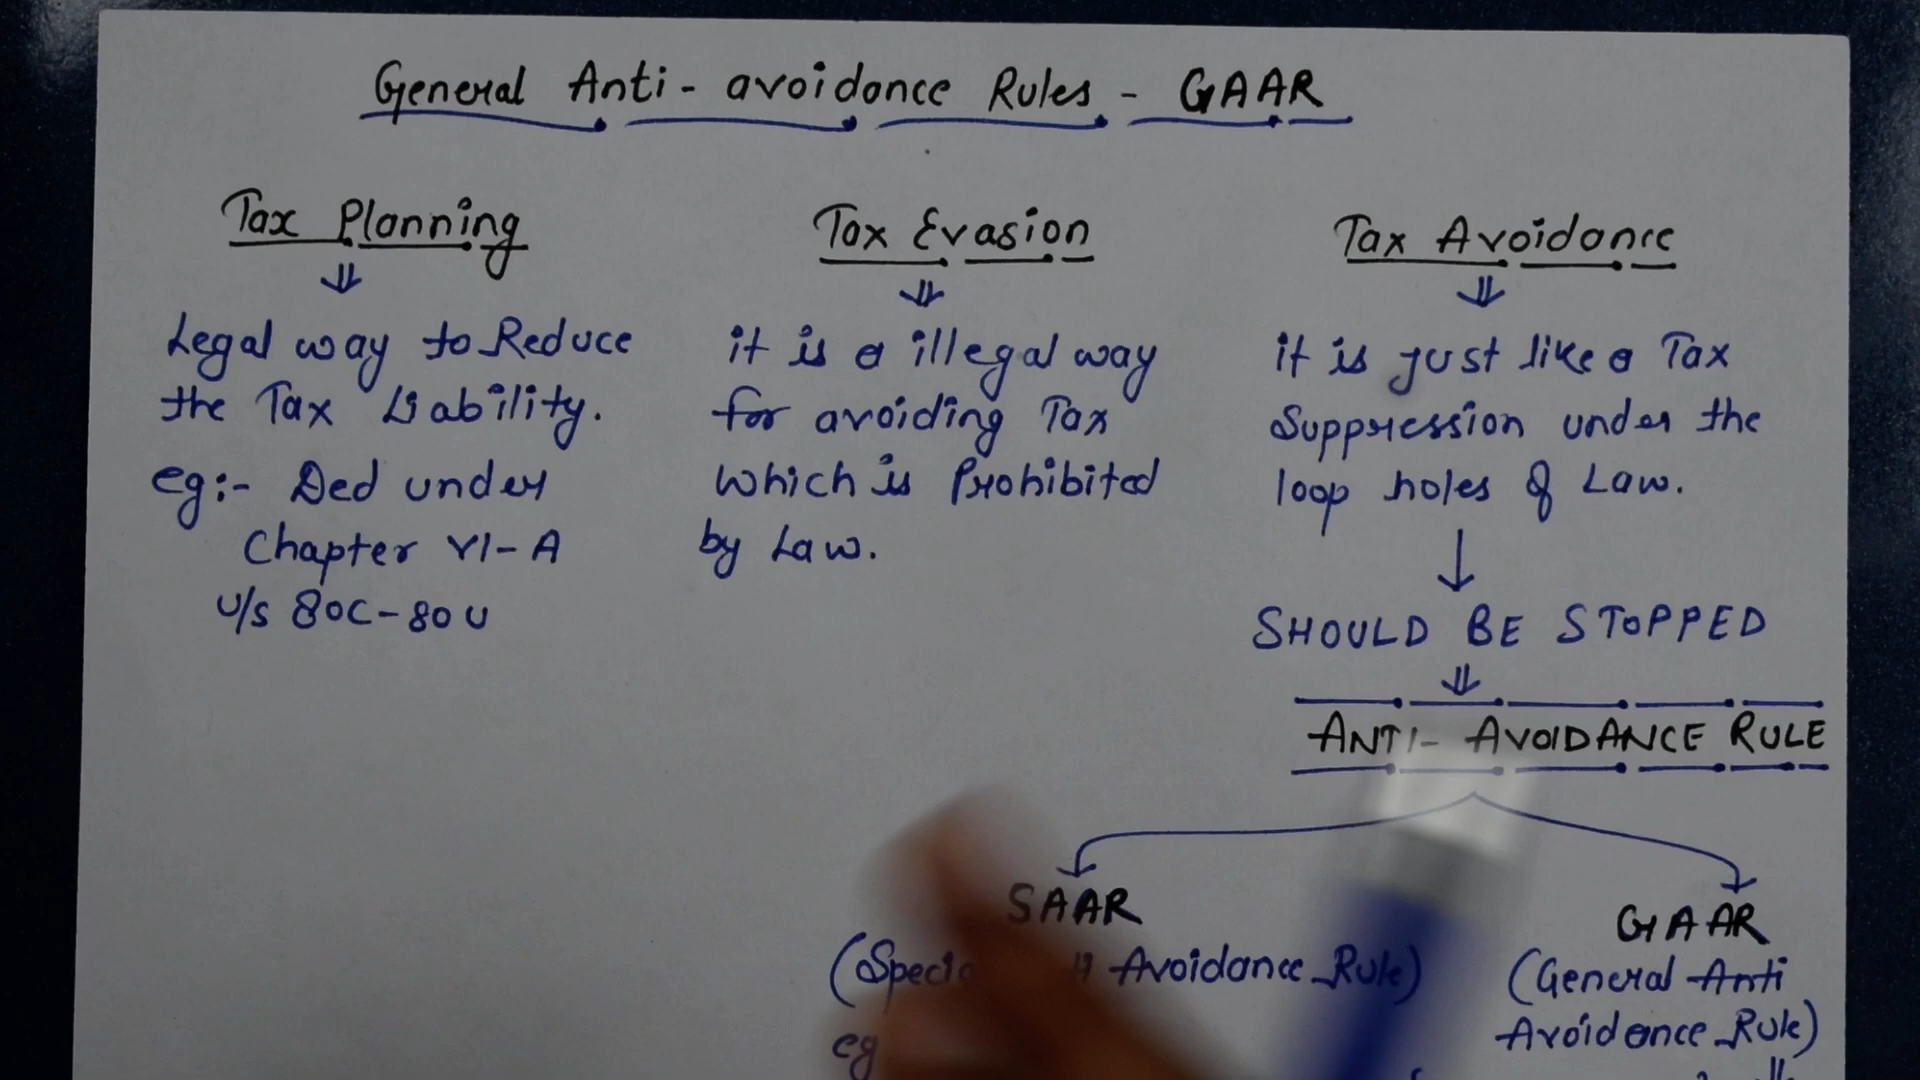 General Anti-avoidance Rules - GAAR
Tax Planning
Legal way to Reduce
the Tax Liability.
eg:- Ded under
Chapter VI-A
U/s 80C-80U
Tax Evasion
it is a illegal way
for avoiding Tax
which is Prohibited
by Law.
Tax Avoidance
it is just like a Tax
Suppression under the
loop holes of Law.
SHOULD BE STOPPED
ANTI-AVOIDANCE RULE
SAAR
Avoidance Rule)
eg
GAAR
(General Anti
Avoidance Rule)